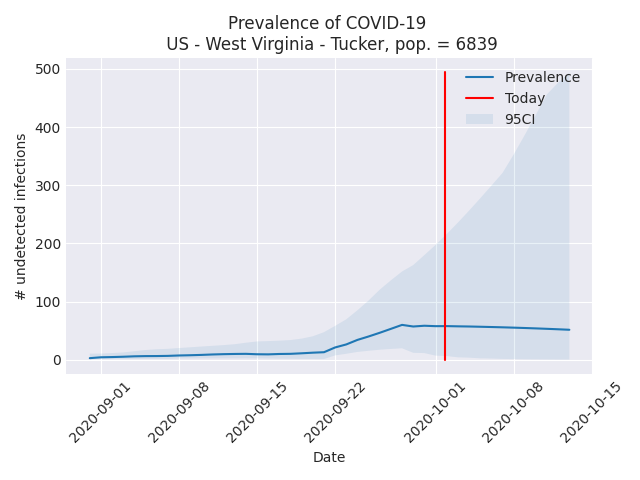 Prevalence of COVID-19
US - West Virginia - Tucker, pop. = 6839
500
400
300
200
100
0
# undetected infections
Prevalence
Today
95CI
2020-09-01
2020-09-08
2020-09-15
2020-09-22
2020-10-01
2020-10-08
2020-10-15
Date